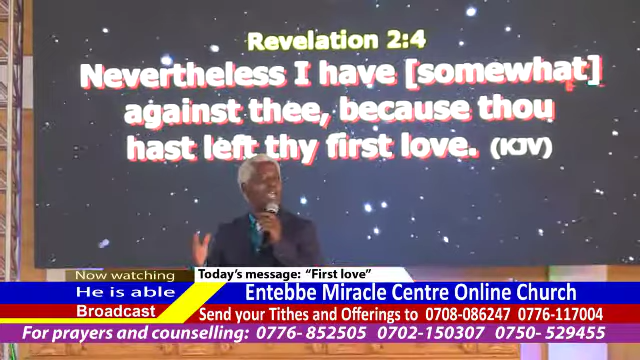 Revelation 2:4
Nevertheless I have [somewhat]
against thee, because thou
hast left thy first love. (KJV)
Now watching
Today's message: "First love"
He is able
Entebbe Miracle Centre Online Church
Broadcast
Send your Tithes and Offerings to 0708-086247 0776-117004
For prayers and counselling: 0776- 852505 0702-150307 0750- 529455